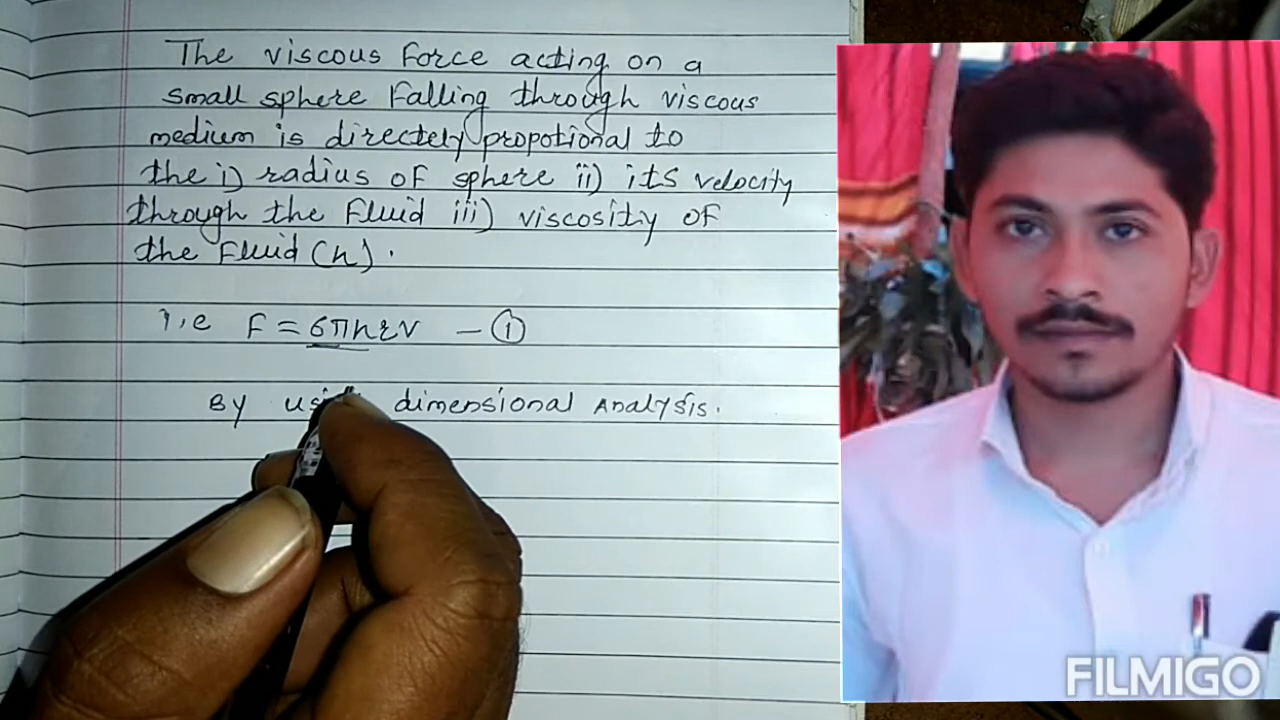 The viscous Force acting on a
small sphere Falling through viscous
medium is directely propotional to
the i) radius of sphere ii) its velocity
through the Fluid iii) viscosity of
the Fluid (η).
i.e F = 6πηrv — ①
By using dimensional Analysis.
FILMIGO